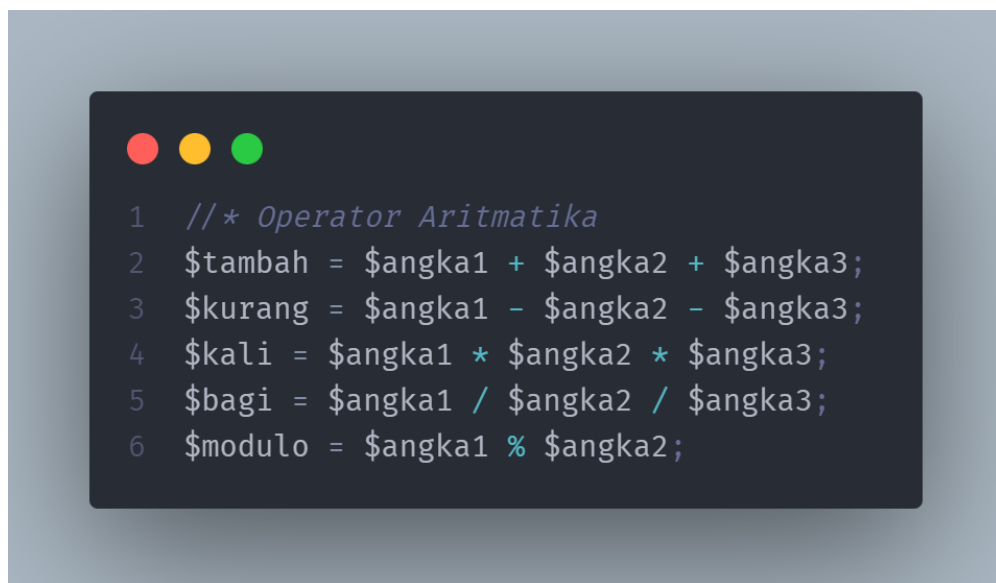 1 //* Operator Aritmatika
2 $tambah = $angka1 + $angka2 + $angka3;
3 $kurang = $angka1 - $angka2 - $angka3;
4 $kali = $angka1 * $angka2 * $angka3;
5 $bagi = $angka1 / $angka2 / $angka3;
6 $modulo = $angka1 % $angka2;